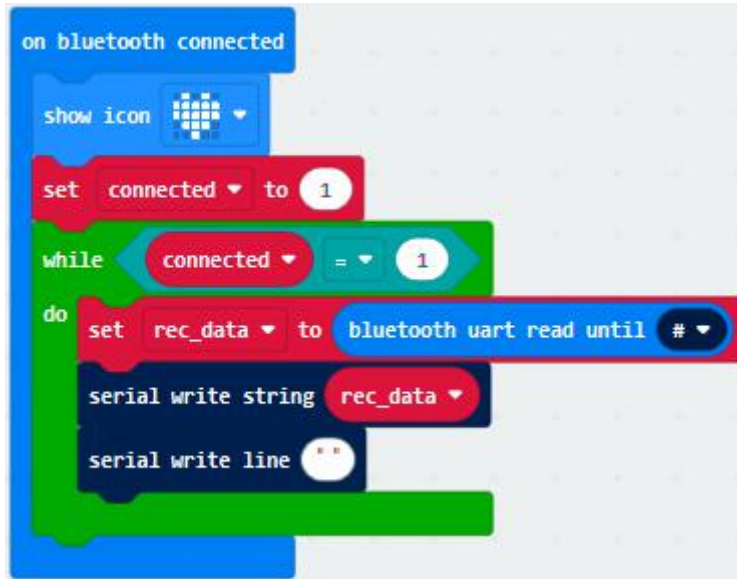 on bluetooth connected
show icon
set connected to 1
while connected = 1
do
set rec_data to bluetooth uart read until #
serial write string rec_data
serial write line " "